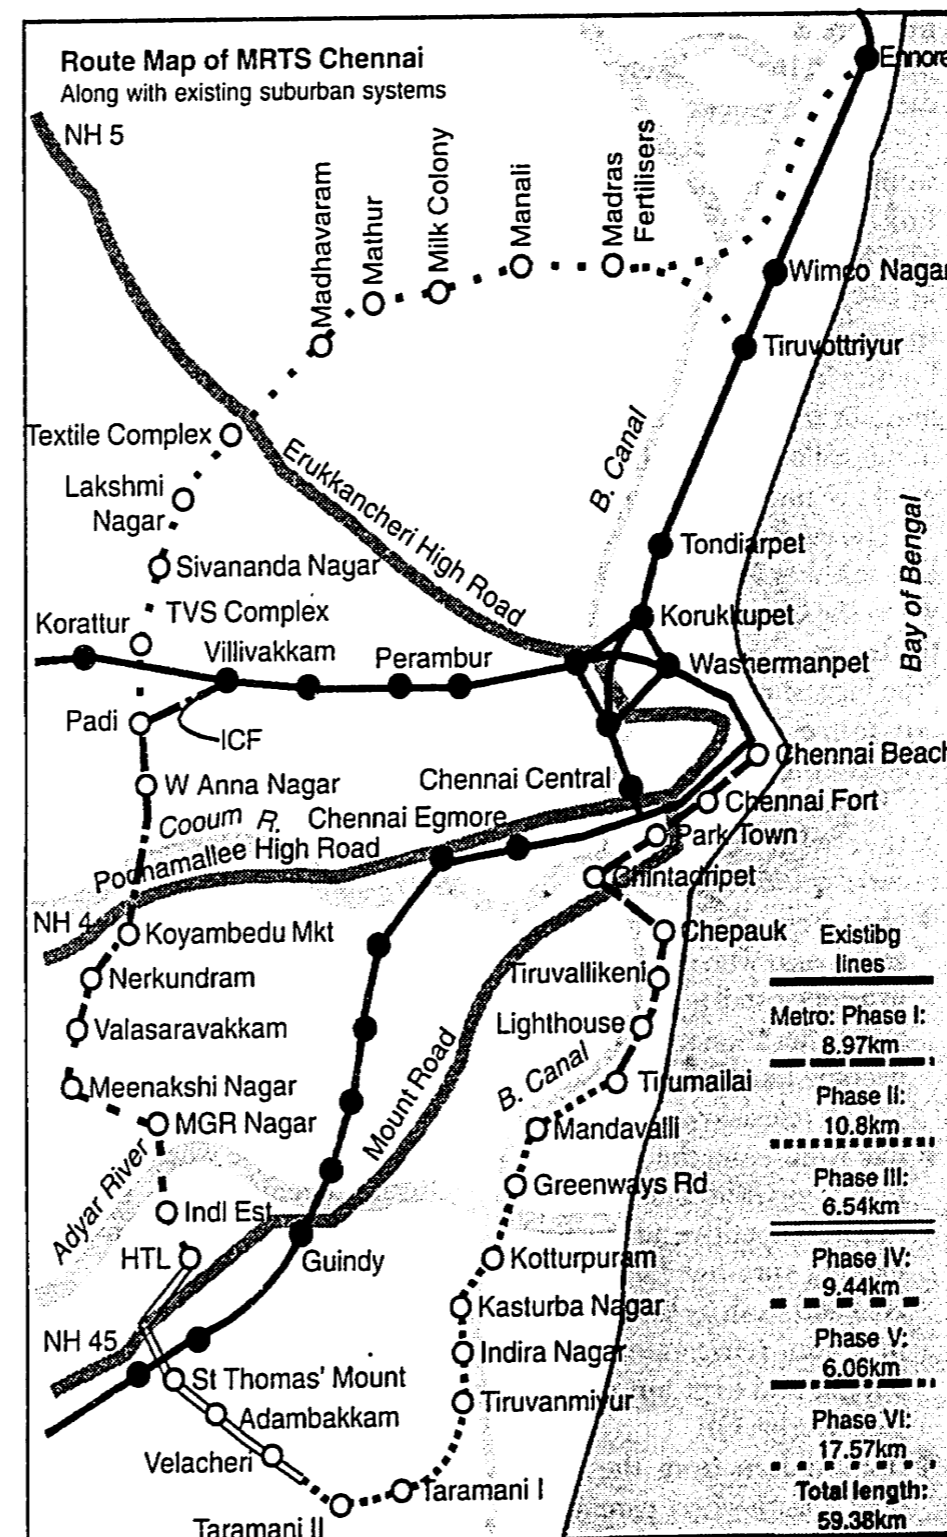 Route Map of MRTS Chennai
Along with existing suburban systems
NH 5
Ennore
Madhavaram
Mathur
Milk Colony
Manali
Madras
Fertilisers
Wimco Nagar
Tiruvottriyur
Textile Complex
Erukkancheri High Road
B. Canal
Lakshmi
Nagar
Bay of Bengal
Tondiarpet
Sivananda Nagar
TVS Complex
Korukkupet
Korattur
Villivakkam
Perambur
Washermanpet
Padi
ICF
Chennai Beach
W Anna Nagar
Chennai Central
Chennai Fort
Cooum R.
Chennai Egmore
Park Town
Poonamallee High Road
Chintadripet
NH 4
Koyambedu Mkt
Chepauk
Nerkundram
Tiruvallikeni
Valasaravakkam
Lighthouse
Mount Road
B. Canal
Meenakshi Nagar
Tirumailai
MGR Nagar
Mandavalli
Adyar River
Greenways Rd
Indl Est
HTL
Guindy
Kotturpuram
Kasturba Nagar
NH 45
Indira Nagar
St Thomas' Mount
Tiruvanmiyur
Adambakkam
Velacheri
Taramani I
Taramani II
Existibg
lines
Metro: Phase I:
8.97km
Phase II:
10.8km
Phase III:
6.54km
Phase IV:
9.44km
Phase V:
6.06km
Phase VI:
17.57km
Total length:
59.38km